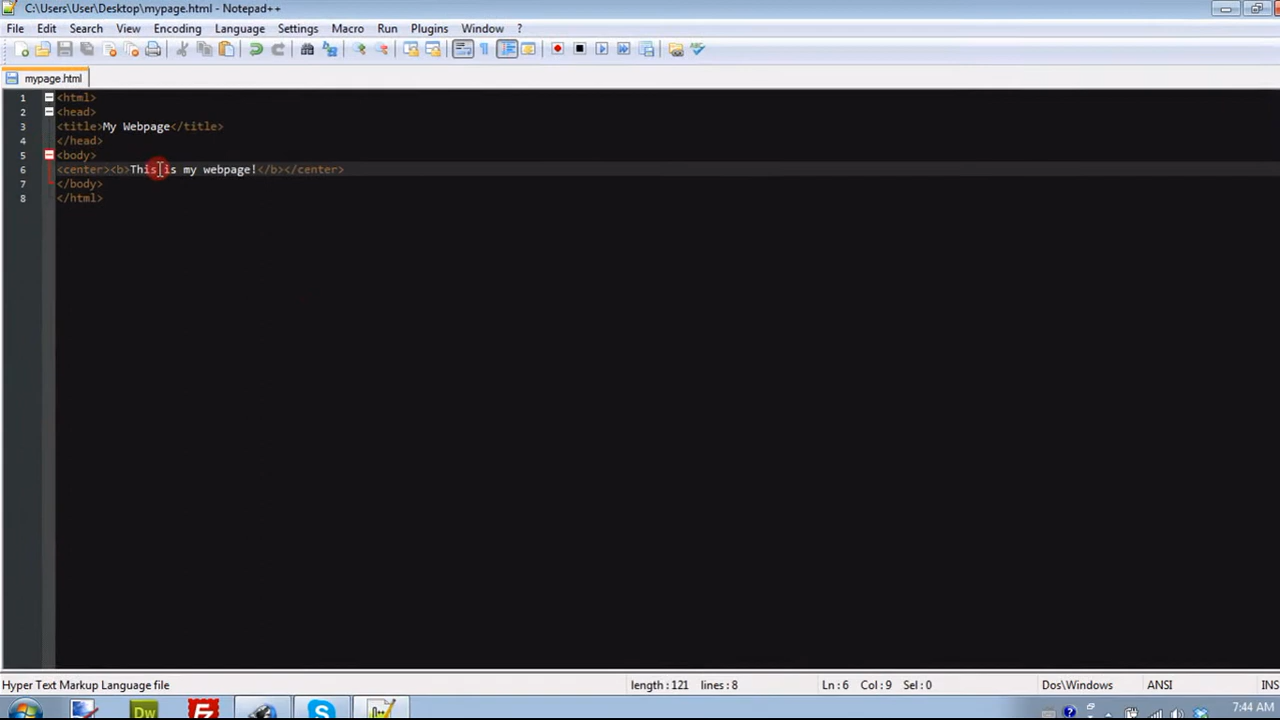 C:\Users\User\Desktop\mypage.html - Notepad++
File Edit Search View Encoding Language Settings Macro Run Plugins Window ?
mypage.html
1 <html>
2 <head>
3 <title>My Webpage</title>
4 </head>
5 <body>
6 <center><b>This is my webpage!</b></center>
7 </body>
8 </html>
Hyper Text Markup Language file length : 121 lines : 8 Ln : 6 Col : 9 Sel : 0 Dos\Windows ANSI INS
Dw 7:44 AM